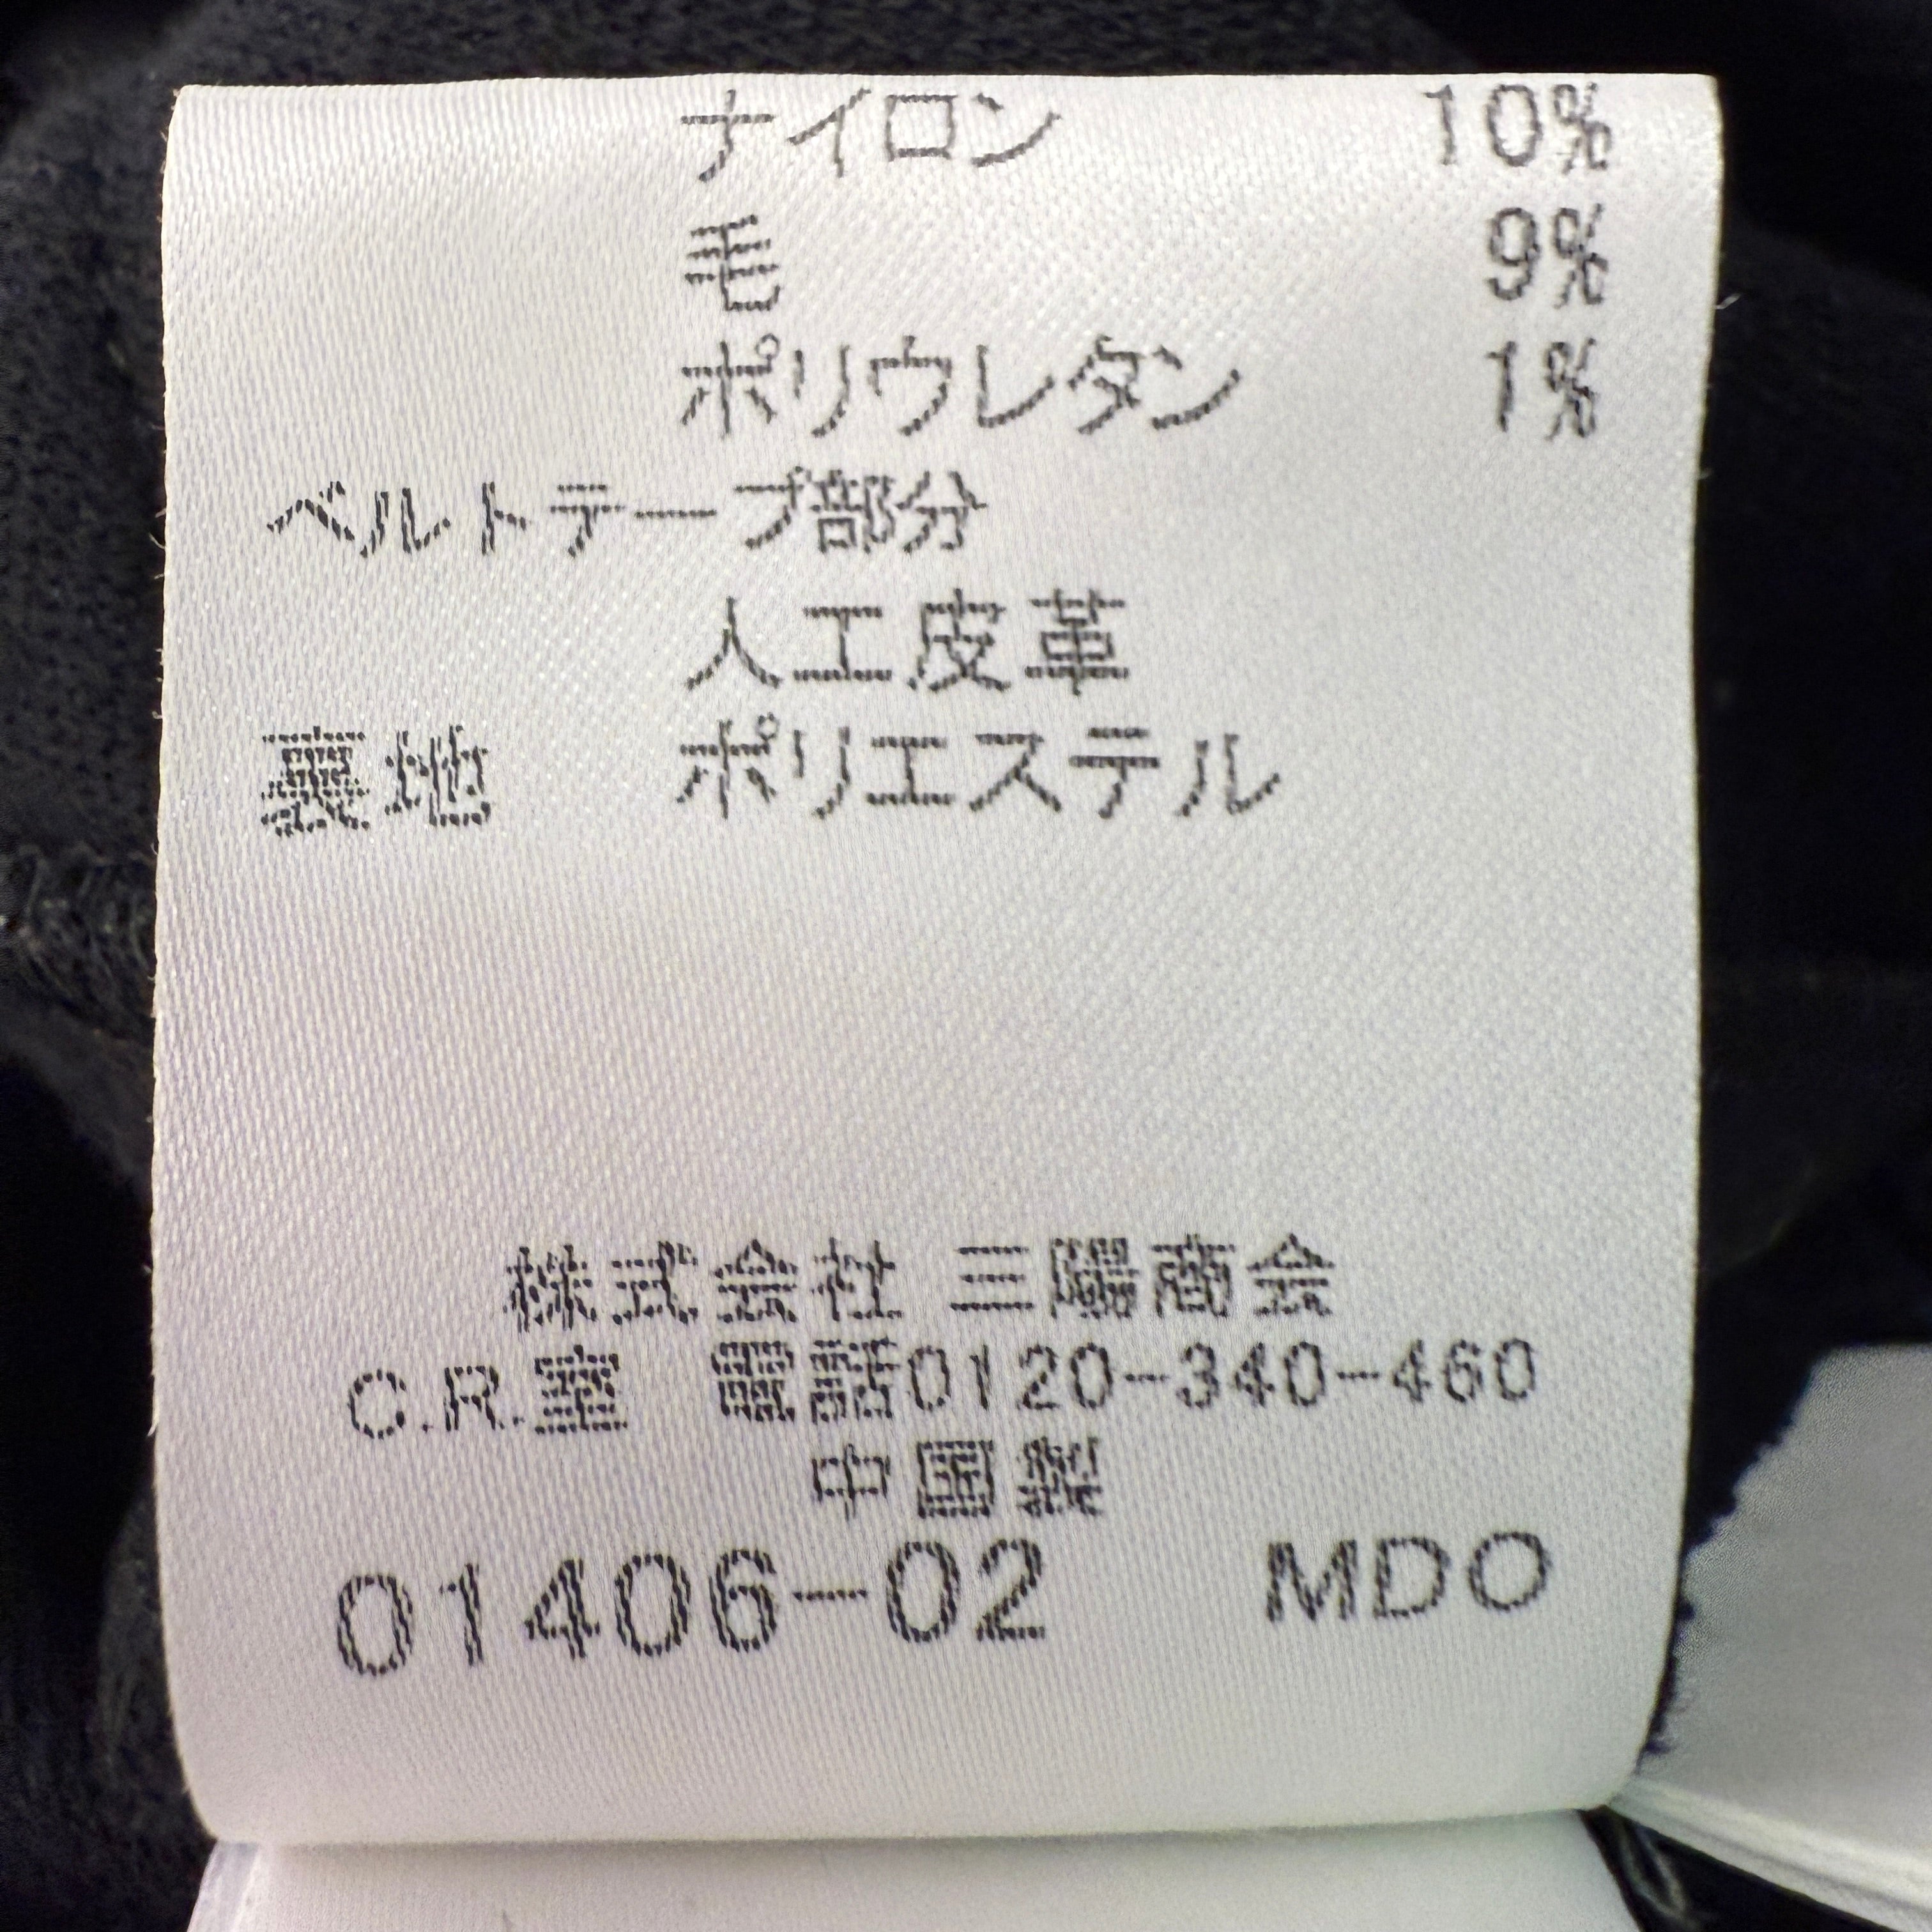 ナイロン 10%
毛 9%
ポリウレタン 1%
ベルトテープ部分
人工皮革
裏地 ポリエステル
株式会社 三陽商会
C.R.室 電話0120-340-460
中国製
01406-02 MDO